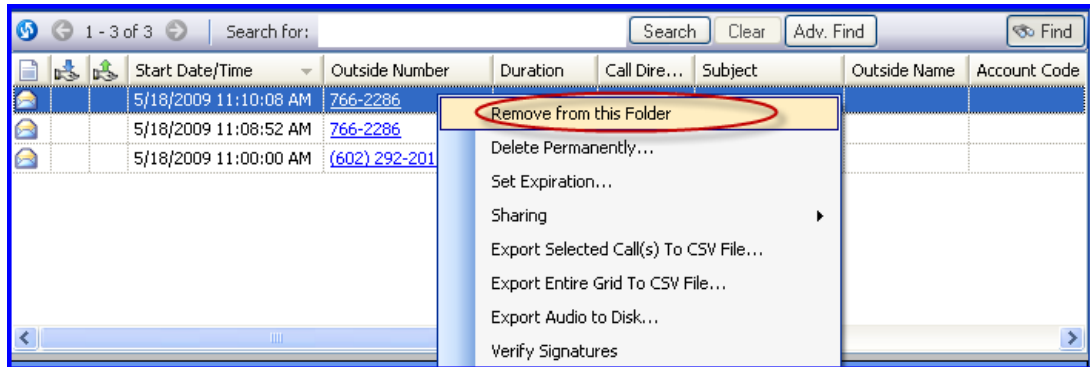 1 - 3 of 3 Search for: Search Clear Adv. Find Find
Start Date/Time Outside Number Duration Call Dire... Subject Outside Name Account Code
5/18/2009 11:10:08 AM 766-2286
5/18/2009 11:08:52 AM 766-2286
5/18/2009 11:00:00 AM (602) 292-201
Remove from this Folder
Delete Permanently...
Set Expiration...
Sharing
Export Selected Call(s) To CSV File...
Export Entire Grid To CSV File...
Export Audio to Disk...
Verify Signatures